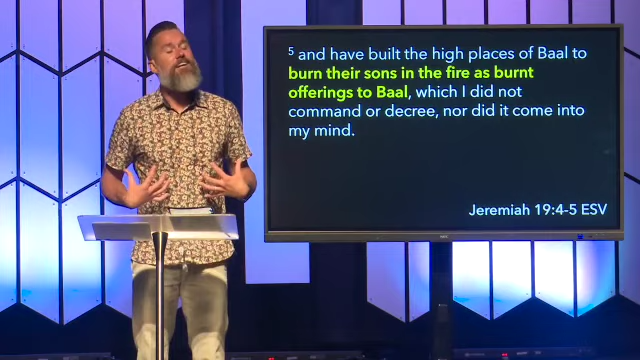 5 and have built the high places of Baal to
burn their sons in the fire as burnt
offerings to Baal, which I did not
command or decree, nor did it come into
my mind.
Jeremiah 19:4-5 ESV